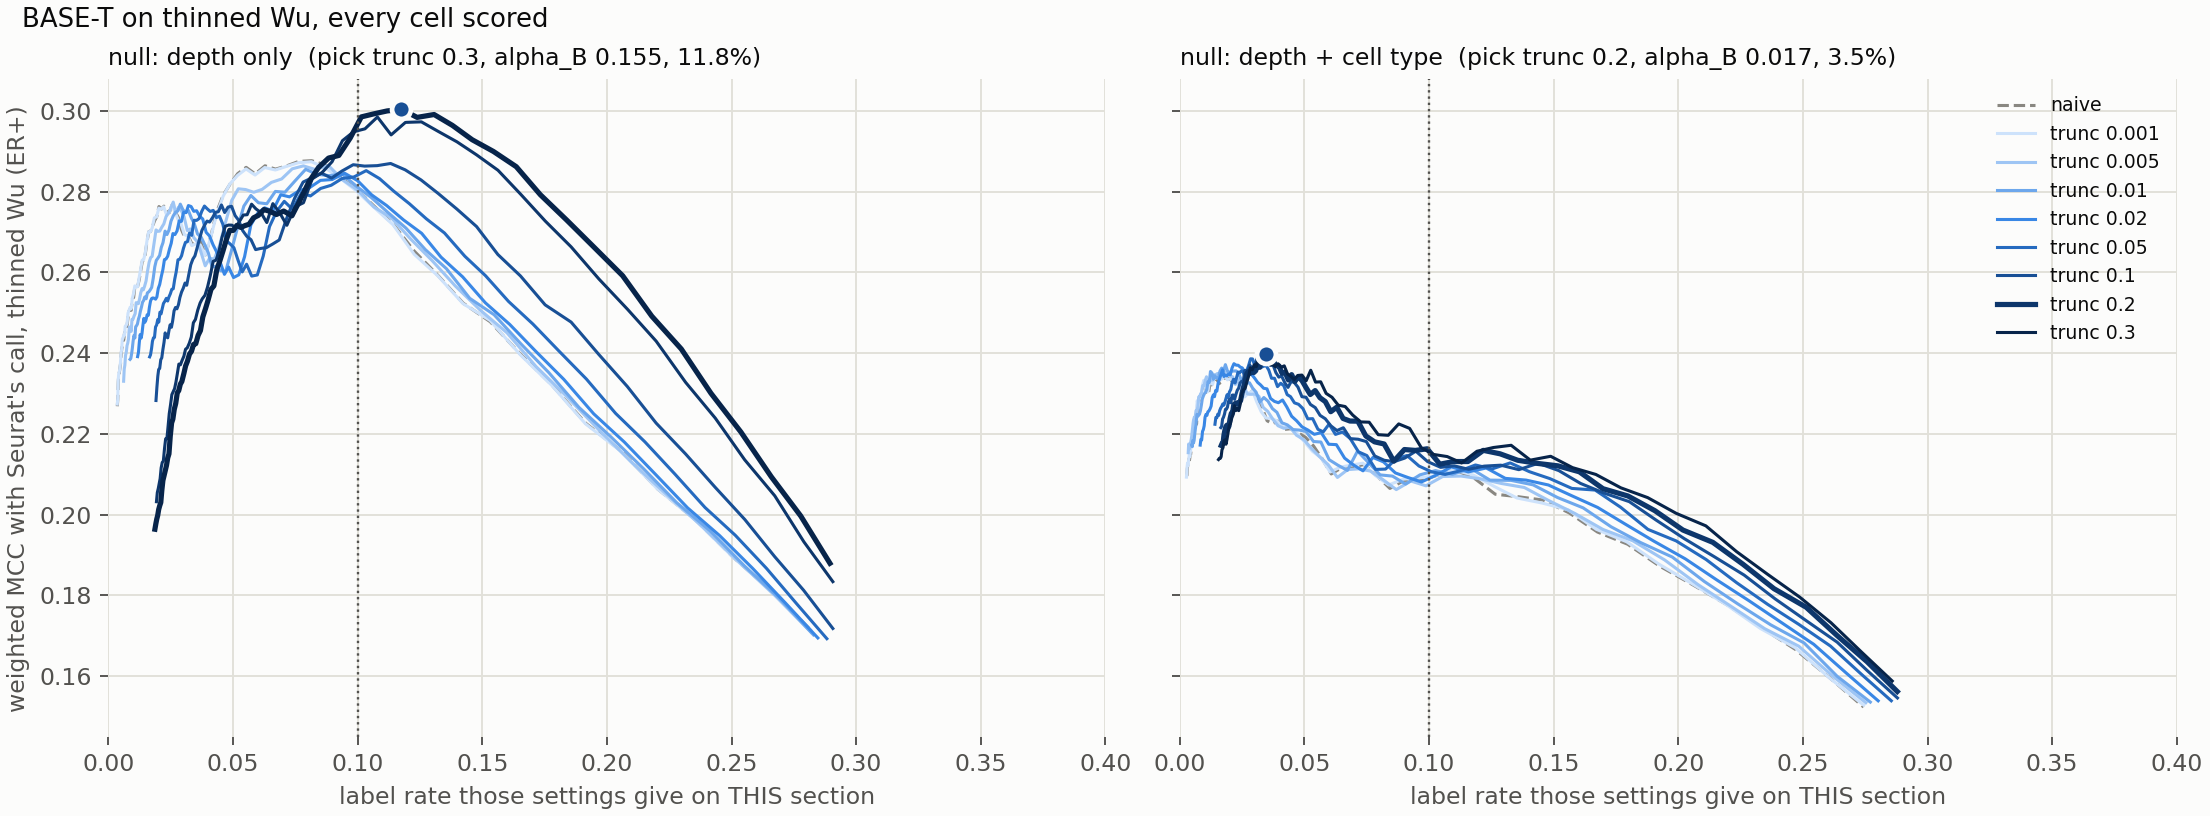 BASE-T on thinned Wu, every cell scored
null: depth only  (pick trunc 0.3, alpha_B 0.155, 11.8%)
null: depth + cell type  (pick trunc 0.2, alpha_B 0.017, 3.5%)
weighted MCC with Seurat's call, thinned Wu (ER+)
0.30
0.28
0.26
0.24
0.22
0.20
0.18
0.16
naive
trunc 0.001
trunc 0.005
trunc 0.01
trunc 0.02
trunc 0.05
trunc 0.1
trunc 0.2
trunc 0.3
0.00 0.05 0.10 0.15 0.20 0.25 0.30 0.35 0.40
0.00 0.05 0.10 0.15 0.20 0.25 0.30 0.35 0.40
label rate those settings give on THIS section
label rate those settings give on THIS section